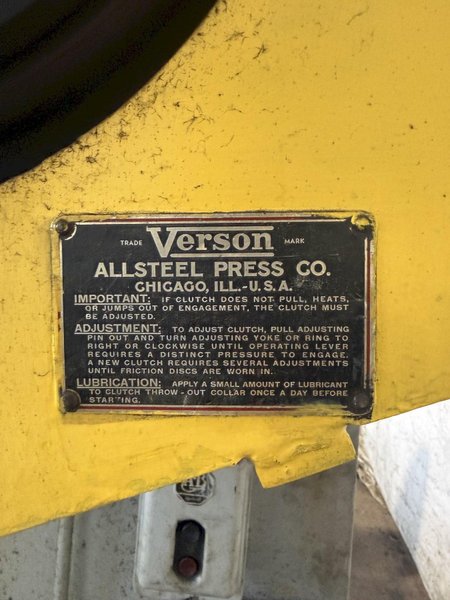 TRADE Verson MARK
ALLSTEEL PRESS CO.
CHICAGO, ILL.-U.S.A.
IMPORTANT: IF CLUTCH DOES NOT PULL, HEATS,
OR JUMPS OUT OF ENGAGEMENT, THE CLUTCH MUST
BE ADJUSTED.
ADJUSTMENT: TO ADJUST CLUTCH, PULL ADJUSTING
PIN OUT AND TURN ADJUSTING YOKE OR RING TO
RIGHT OR CLOCKWISE UNTIL OPERATING LEVER
REQUIRES A DISTINCT PRESSURE TO ENGAGE.
A NEW CLUTCH REQUIRES SEVERAL ADJUSTMENTS
UNTIL FRICTION DISCS ARE WORN IN.
LUBRICATION: APPLY A SMALL AMOUNT OF LUBRICANT
TO CLUTCH THROW-OUT COLLAR ONCE A DAY BEFORE
STARTING.